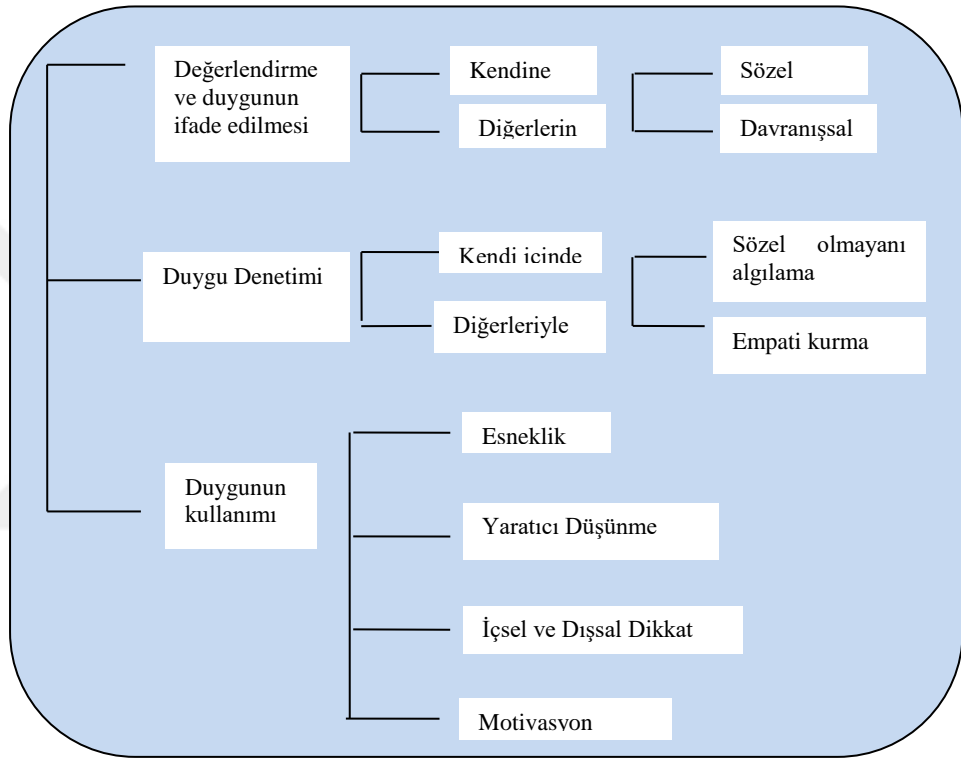 Değerlendirme
ve duygunun
ifade edilmesi
Kendine
Diğerlerin
Sözel
Davranışsal
Duygu Denetimi
Kendi içinde
Diğerleriyle
Sözel olmayanı
algılama
Empati kurma
Duygunun
kullanımı
Esneklik
Yaratıcı Düşünme
İçsel ve Dışsal Dikkat
Motivasyon